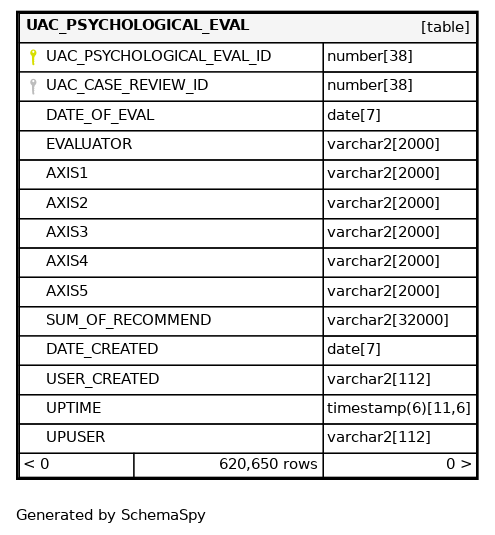 UAC_PSYCHOLOGICAL_EVAL [table]
UAC_PSYCHOLOGICAL_EVAL_ID number[38]
UAC_CASE_REVIEW_ID number[38]
DATE_OF_EVAL date[7]
EVALUATOR varchar2[2000]
AXIS1 varchar2[2000]
AXIS2 varchar2[2000]
AXIS3 varchar2[2000]
AXIS4 varchar2[2000]
AXIS5 varchar2[2000]
SUM_OF_RECOMMEND varchar2[32000]
DATE_CREATED date[7]
USER_CREATED varchar2[112]
UPTIME timestamp(6)[11,6]
UPUSER varchar2[112]
< 0 620,650 rows 0 >
Generated by SchemaSpy